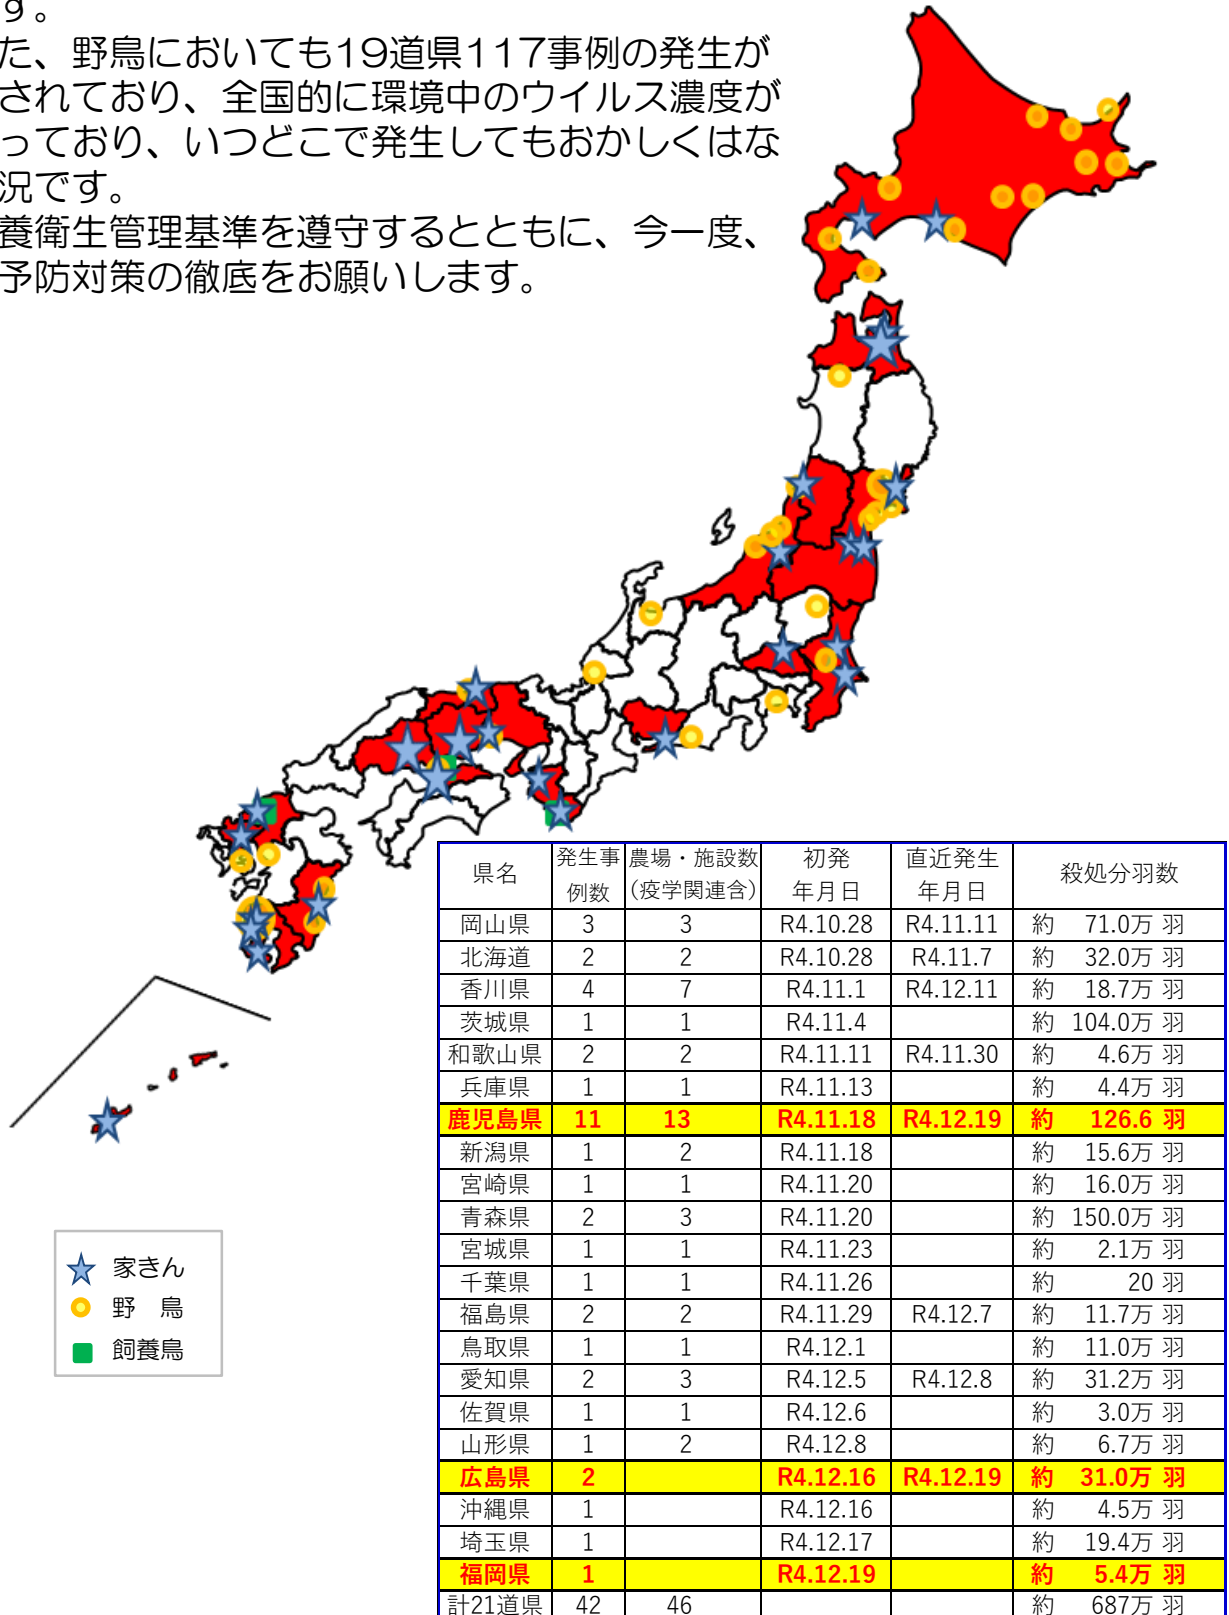 す。
た、野鳥においても19道県117事例の発生が
されており、全国的に環境中のウイルス濃度が
っており、いつどこで発生してもおかしくはな
況です。
養衛生管理基準を遵守するとともに、今一度、
予防対策の徹底をお願いします。
県名 発生事例数 農場・施設数(疫学関連含) 初発年月日 直近発生年月日 殺処分羽数
岡山県 3 3 R4.10.28 R4.11.11 約 71.0万 羽
北海道 2 2 R4.10.28 R4.11.7 約 32.0万 羽
香川県 4 7 R4.11.1 R4.12.11 約 18.7万 羽
茨城県 1 1 R4.11.4 約 104.0万 羽
和歌山県 2 2 R4.11.11 R4.11.30 約 4.6万 羽
兵庫県 1 1 R4.11.13 約 4.4万 羽
鹿児島県 11 13 R4.11.18 R4.12.19 約 126.6 羽
新潟県 1 2 R4.11.18 約 15.6万 羽
宮崎県 1 1 R4.11.20 約 16.0万 羽
青森県 2 3 R4.11.20 約 150.0万 羽
宮城県 1 1 R4.11.23 約 2.1万 羽
千葉県 1 1 R4.11.26 約 20 羽
福島県 2 2 R4.11.29 R4.12.7 約 11.7万 羽
鳥取県 1 1 R4.12.1 約 11.0万 羽
愛知県 2 3 R4.12.5 R4.12.8 約 31.2万 羽
佐賀県 1 1 R4.12.6 約 3.0万 羽
山形県 1 2 R4.12.8 約 6.7万 羽
広島県 2 R4.12.16 R4.12.19 約 31.0万 羽
沖縄県 1 R4.12.16 約 4.5万 羽
埼玉県 1 R4.12.17 約 19.4万 羽
福岡県 1 R4.12.19 約 5.4万 羽
計21道県 42 46 約 687万 羽
家きん
野 鳥
飼養鳥